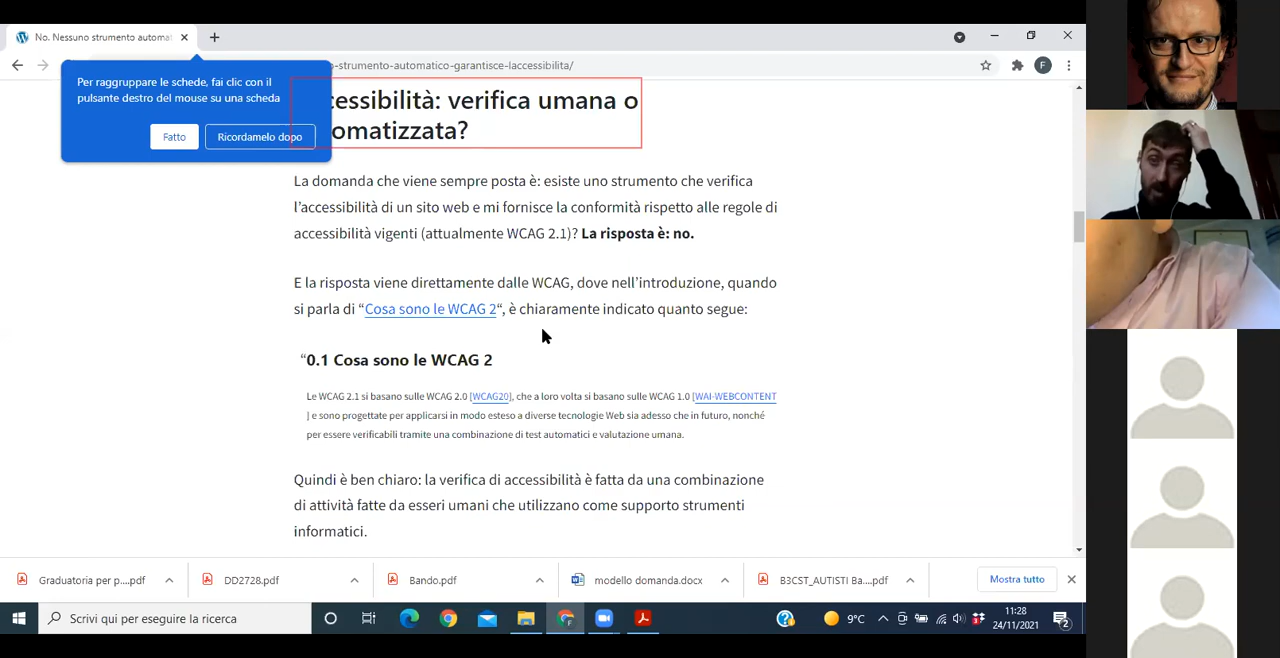 No. Nessuno strumento automat
-strumento-automatico-garantisce-laccessibilita/
F
Per raggruppare le schede, fai clic con il
pulsante destro del mouse su una scheda
Fatto
Ricordamelo dopo
cessibilità: verifica umana o
omatizzata?
La domanda che viene sempre posta è: esiste uno strumento che verifica
l’accessibilità di un sito web e mi fornisce la conformità rispetto alle regole di
accessibilità vigenti (attualmente WCAG 2.1)? La risposta è: no.
E la risposta viene direttamente dalle WCAG, dove nell’introduzione, quando
si parla di “Cosa sono le WCAG 2“, è chiaramente indicato quanto segue:
“0.1 Cosa sono le WCAG 2
Le WCAG 2.1 si basano sulle WCAG 2.0 [WCAG20], che a loro volta si basano sulle WCAG 1.0 [WAI-WEBCONTENT
] e sono progettate per applicarsi in modo esteso a diverse tecnologie Web sia adesso che in futuro, nonché
per essere verificabili tramite una combinazione di test automatici e valutazione umana.
Quindi è ben chiaro: la verifica di accessibilità è fatta da una combinazione
di attività fatte da esseri umani che utilizzano come supporto strumenti
informatici.
Graduatoria per p....pdf
DD2728.pdf
Bando.pdf
modello domanda.docx
B3CST_AUTISTI Ba....pdf
Mostra tutto
Scrivi qui per eseguire la ricerca
9°C
11:28
24/11/2021
2